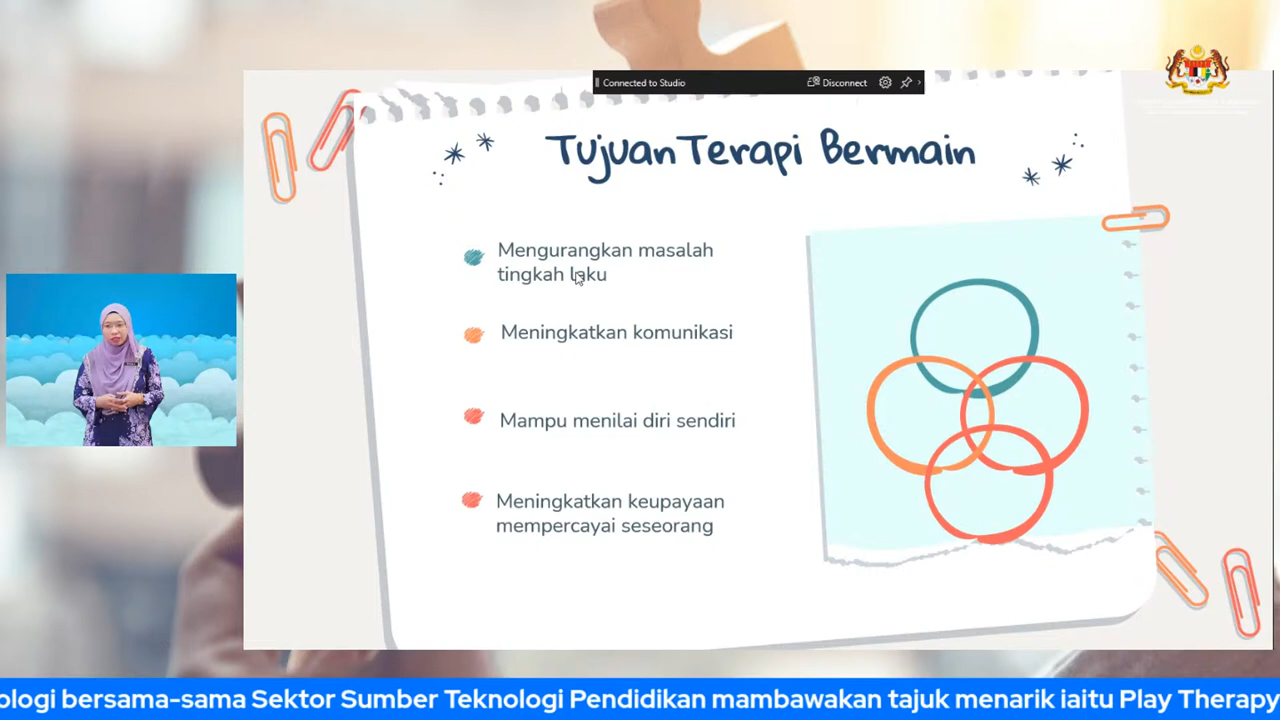 Connected to Studio
Disconnect
Tujuan Terapi Bermain
Mengurangkan masalah
tingkah laku
Meningkatkan komunikasi
Mampu menilai diri sendiri
Meningkatkan keupayaan
mempercayai seseorang
ologi bersama-sama Sektor Sumber Teknologi Pendidikan mambawakan tajuk menarik iaitu Play Therapy